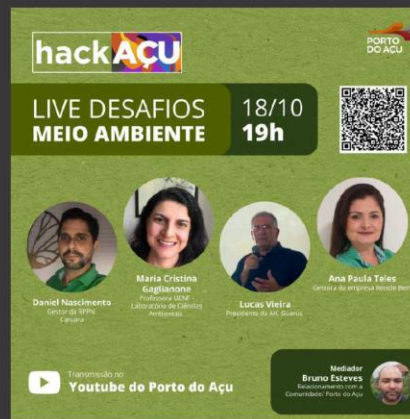 hackAÇU
PORTO
DO AÇU
LIVE DESAFIOS
MEIO AMBIENTE
18/10
19h
Daniel Nascimento
Gestor da RPPN
Caruara
Maria Cristina
Gaglianone
Professora UENF -
Laboratório de Ciências
Ambientais
Lucas Vieira
Presidente da AIC Guarus
Ana Paula Teles
Gestora da empresa Recicle Bem
Transmissão no
Youtube do Porto do Açu
Mediador
Bruno Esteves
Relacionamento com a
Comunidade/ Porto do Açu